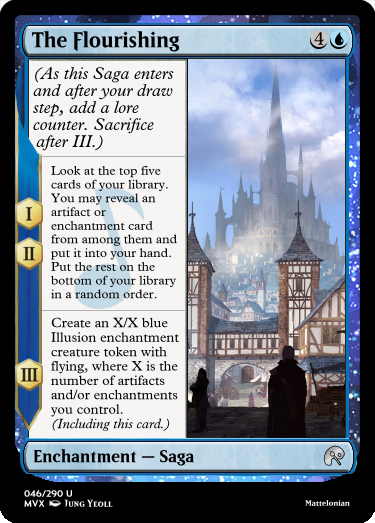 The Flourishing 4
(As this Saga enters
and after your draw
step, add a lore
counter. Sacrifice
after III.)
I
II
Look at the top five
cards of your library.
You may reveal an
artifact or
enchantment card
from among them and
put it into your hand.
Put the rest on the
bottom of your library
in a random order.
III
Create an X/X blue
Illusion enchantment
creature token with
flying, where X is the
number of artifacts
and/or enchantments
you control.
(Including this card.)
Enchantment — Saga
046/290 U
MVX Jung Yeoll
Mattelonian